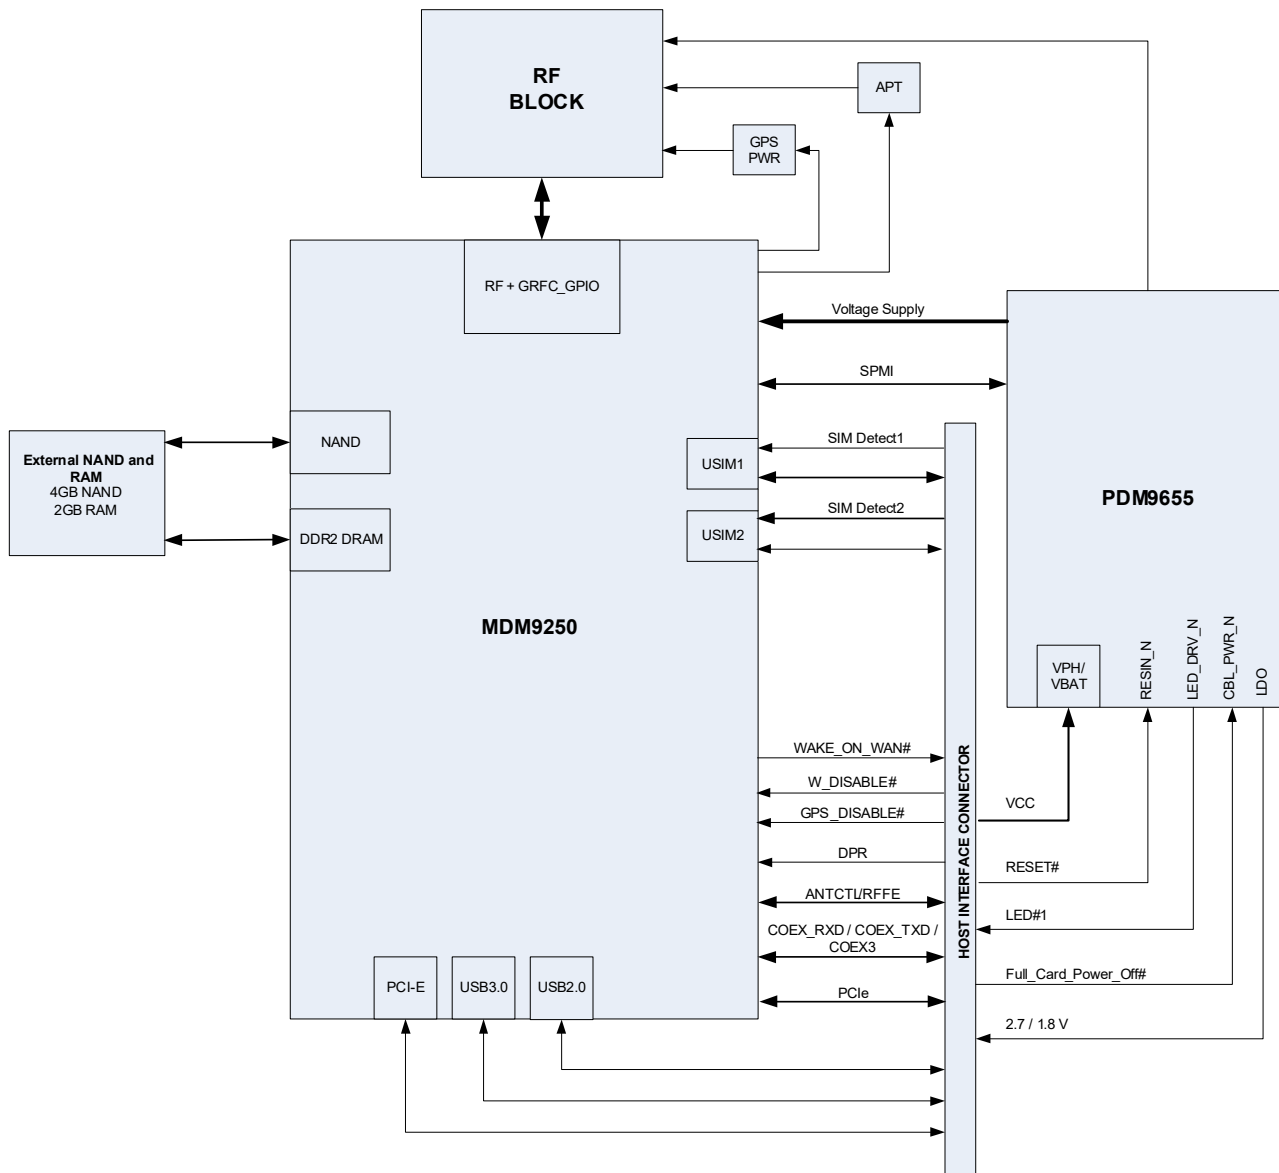 RF
BLOCK
APT
GPS
PWR
RF + GRFC_GPIO
Voltage Supply
SPMI
NAND
External NAND and
RAM
4GB NAND
2GB RAM
DDR2 DRAM
USIM1
SIM Detect1
USIM2
SIM Detect2
PDM9655
MDM9250
VPH/
VBAT
RESIN_N
LED_DRV_N
CBL_PWR_N
LDO
HOST INTERFACE CONNECTOR
WAKE_ON_WAN#
W_DISABLE#
GPS_DISABLE#
DPR
ANTCTL/RFFE
COEX_RXD / COEX_TXD /
COEX3
PCIe
VCC
RESET#
LED#1
Full_Card_Power_Off#
2.7 / 1.8 V
PCI-E
USB3.0
USB2.0